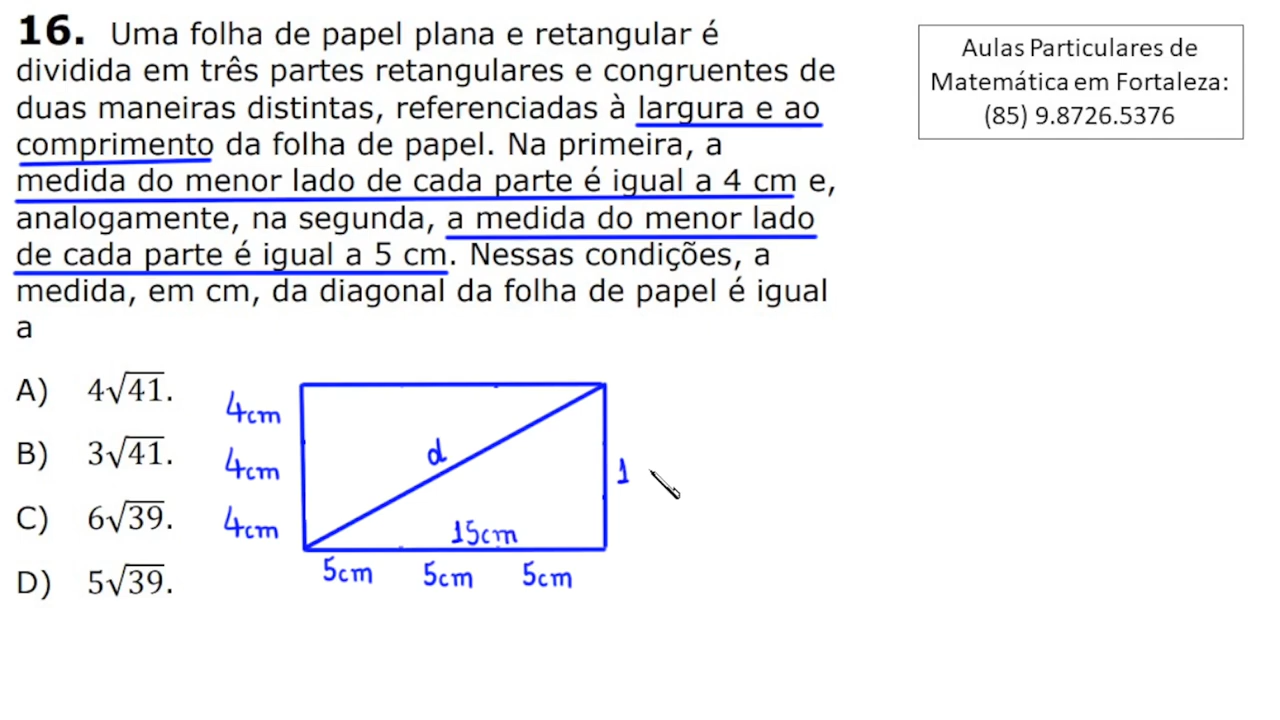 16. Uma folha de papel plana e retangular é
dividida em três partes retangulares e congruentes de
duas maneiras distintas, referenciadas à largura e ao
comprimento da folha de papel. Na primeira, a
medida do menor lado de cada parte é igual a 4 cm e,
analogamente, na segunda, a medida do menor lado
de cada parte é igual a 5 cm. Nessas condições, a
medida, em cm, da diagonal da folha de papel é igual
a
Aulas Particulares de
Matemática em Fortaleza:
(85) 9.8726.5376
A) 4√41.
B) 3√41.
C) 6√39.
D) 5√39.
4cm
4cm
4cm
d
1
15cm
5cm 5cm 5cm